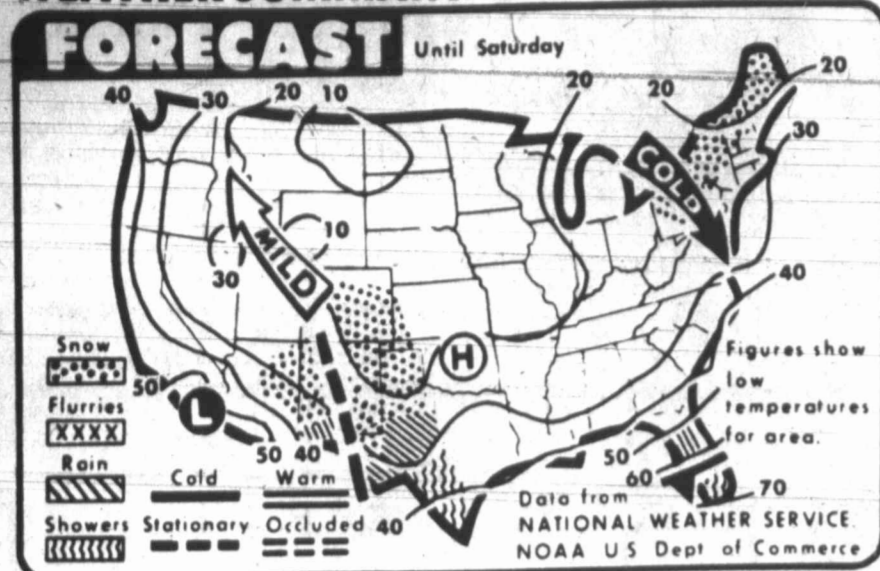 FORECAST
Until Saturday
40
30
20
10
20
20
20
30
COLD
MILD
10
30
40
Snow
H
Figures show
low
temperatures
for area.
50
L
Flurries
XXXX
Rain
50
40
50
60
70
Cold
Warm
Data from
Showers
Stationary
Occluded
40
NATIONAL WEATHER SERVICE.
NOAA U S Dept of Commerce